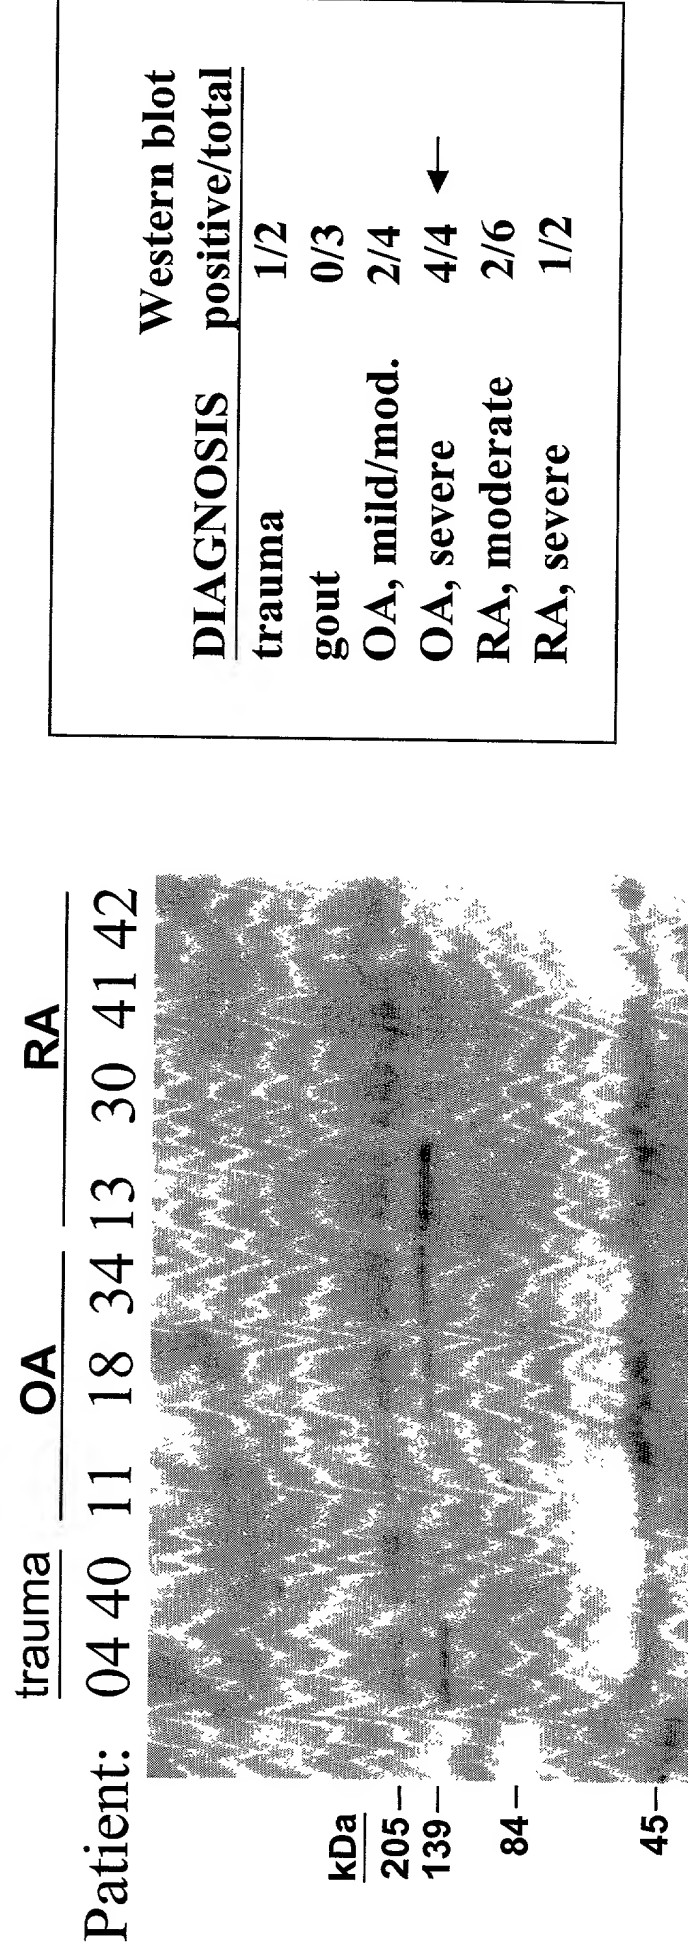 trauma OA RA
Patient: 04 40 11 18 34 13 30 41 42
kDa
205
139
84
45
Western blot
DIAGNOSIS positive/total
trauma 1/2
gout 0/3
OA, mild/mod. 2/4
OA, severe 4/4
RA, moderate 2/6
RA, severe 1/2